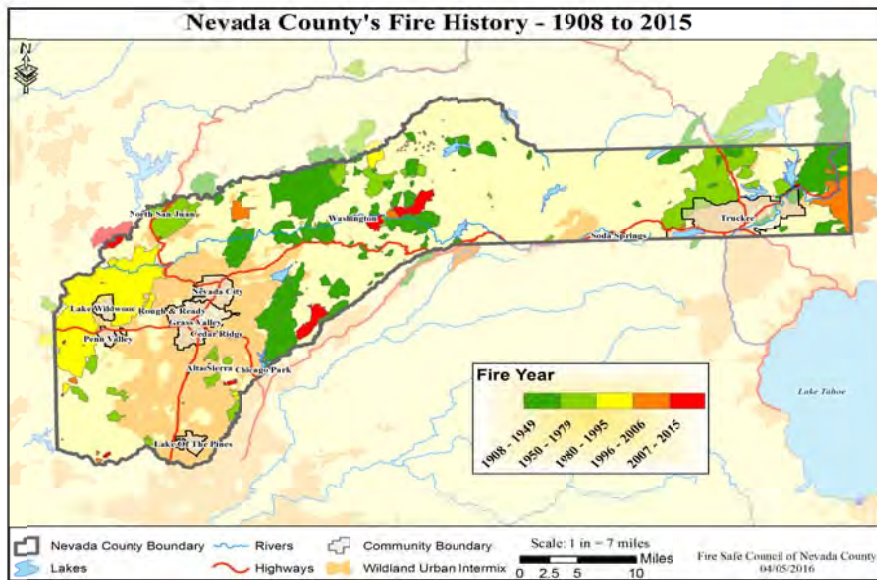 Nevada County's Fire History - 1908 to 2015
N
North San Juan
Washington
Truckee
Soda Springs
Nevada City
Lake Wildwood
Rough & Ready
Grass Valley
Penn Valley
Cedar Ridge
Alta Sierra
Chicago Park
Lake Of The Pines
Lake Tahoe
Fire Year
1908 - 1949
1950 - 1979
1980 - 1995
1996 - 2006
2007 - 2015
Nevada County Boundary
Rivers
Community Boundary
Scale: 1 in = 7 miles
Miles
Lakes
Highways
Wildland Urban Intermix
0 2.5 5 10
Fire Safe Council of Nevada County
04/05/2016